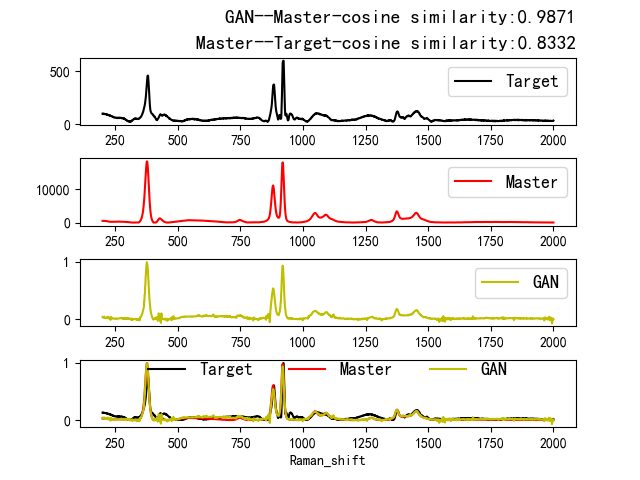 GAN--Master-cosine similarity:0.9871
Master--Target-cosine similarity:0.8332
500
0
Target
250 500 750 1000 1250 1500 1750 2000
10000
0
Master
250 500 750 1000 1250 1500 1750 2000
1
0
GAN
250 500 750 1000 1250 1500 1750 2000
1
0
Target Master GAN
250 500 750 1000 1250 1500 1750 2000
Raman_shift